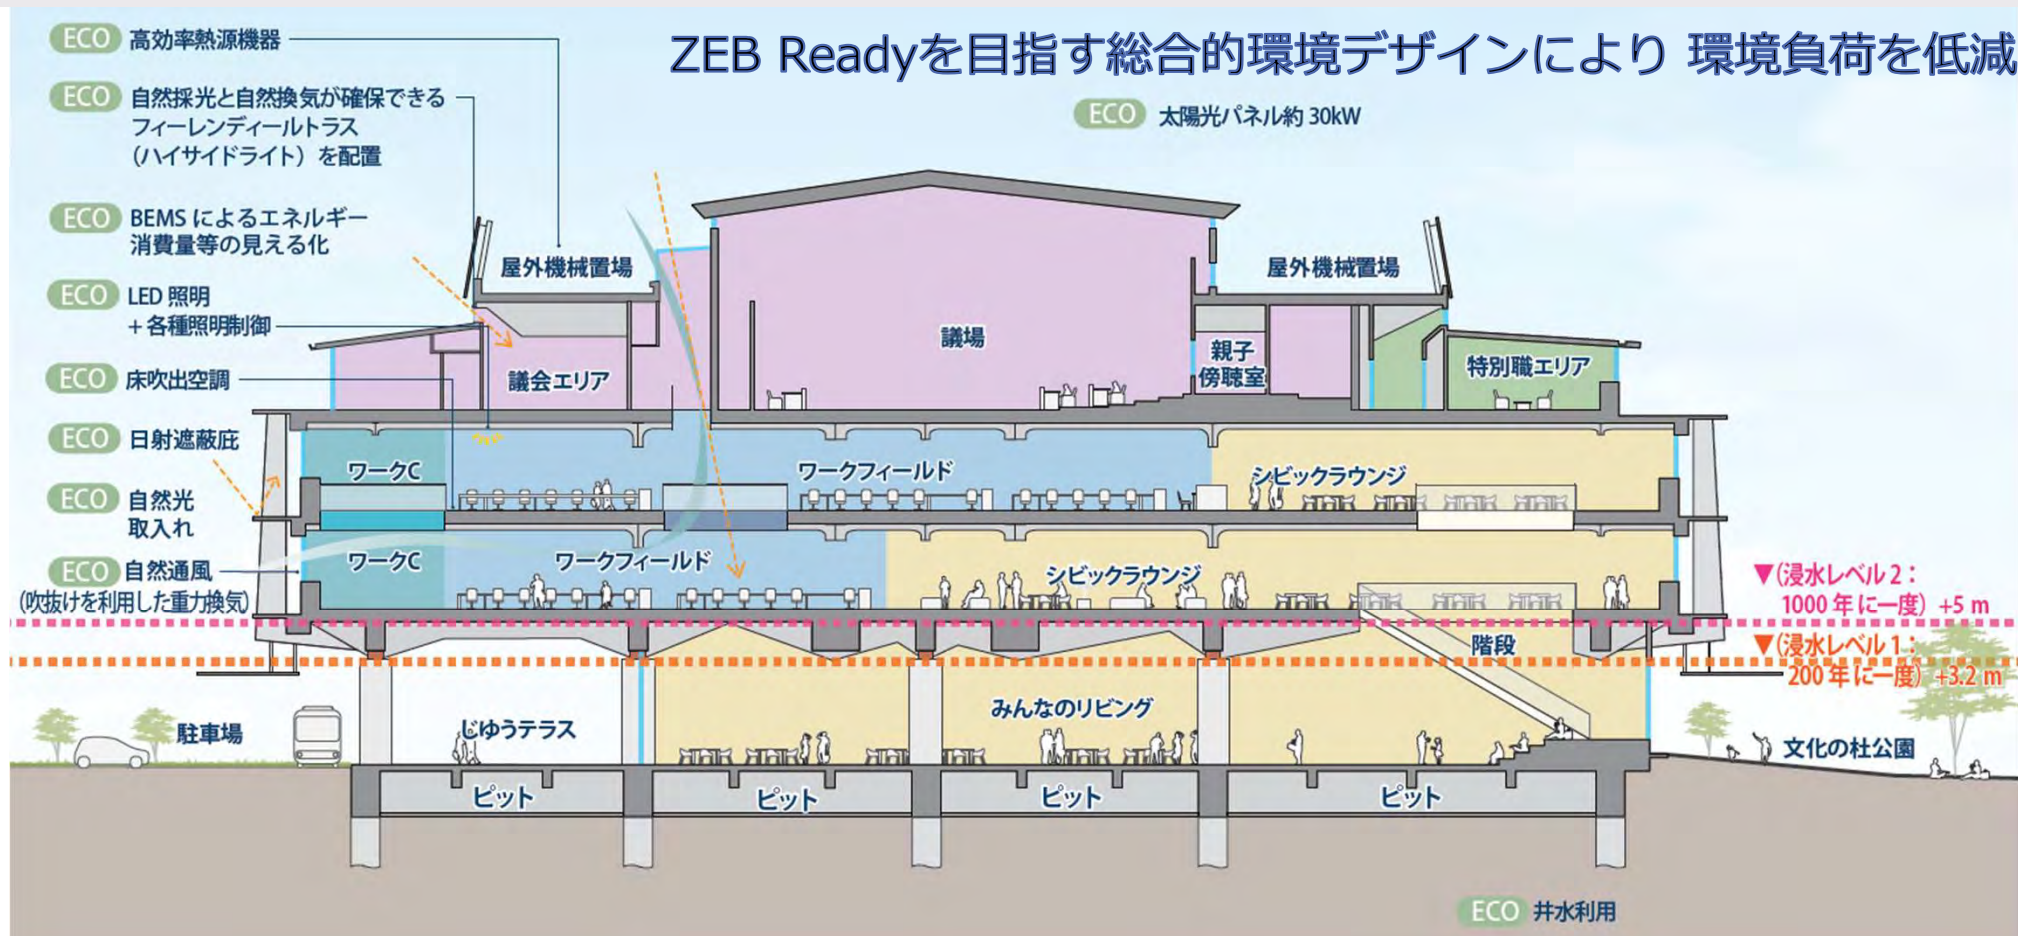 ZEB Readyを目指す総合的環境デザインにより 環境負荷を低減
ECO 高効率熱源機器
ECO 自然採光と自然換気が確保できる
フィーレンディールトラス
(ハイサイドライト)を配置
ECO 太陽光パネル約 30kW
ECO BEMS によるエネルギー
消費量等の見える化
ECO LED 照明
+ 各種照明制御
ECO 床吹出空調
ECO 日射遮蔽庇
ECO 自然光
取入れ
ECO 自然通風
(吹抜けを利用した重力換気)
屋外機械置場
屋外機械置場
議場
親子
傍聴室
議会エリア
特別職エリア
ワークC
ワークフィールド
シビックラウンジ
ワークC
ワークフィールド
シビックラウンジ
▼(浸水レベル 2:
1000 年に一度) +5 m
階段
▼(浸水レベル 1:
200 年に一度) +3.2 m
駐車場
じゆうテラス
みんなのリビング
文化の杜公園
ピット
ピット
ピット
ピット
ECO 井水利用